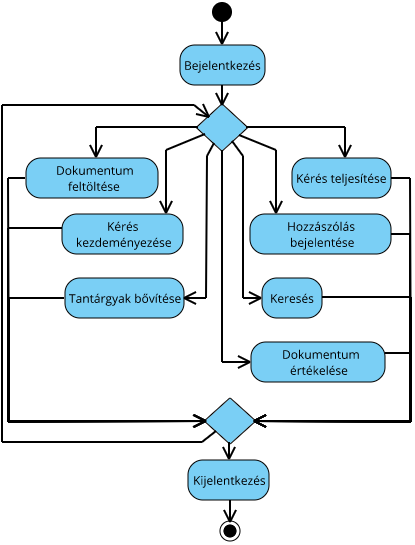 Bejelentkezés
Dokumentum
feltöltése
Kérés teljesítése
Kérés
kezdeményezése
Hozzászólás
bejelentése
Tantárgyak bővítése
Keresés
Dokumentum
értékelése
Kijelentkezés